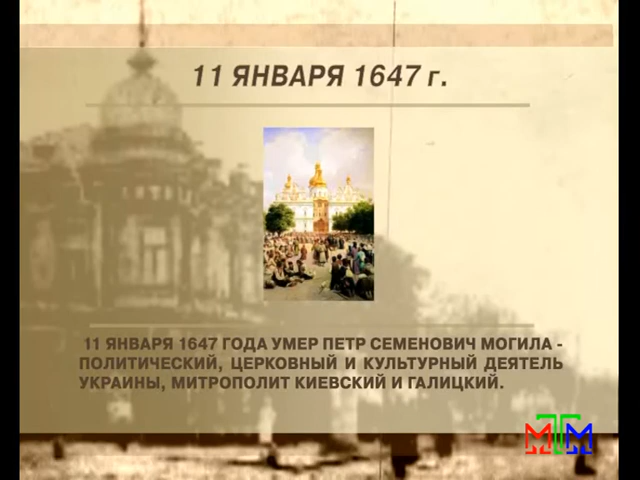 11 ЯНВАРЯ 1647 г.
11 ЯНВАРЯ 1647 ГОДА УМЕР ПЕТР СЕМЕНОВИЧ МОГИЛА -
ПОЛИТИЧЕСКИЙ, ЦЕРКОВНЫЙ И КУЛЬТУРНЫЙ ДЕЯТЕЛЬ
УКРАИНЫ, МИТРОПОЛИТ КИЕВСКИЙ И ГАЛИЦКИЙ.
МТМ